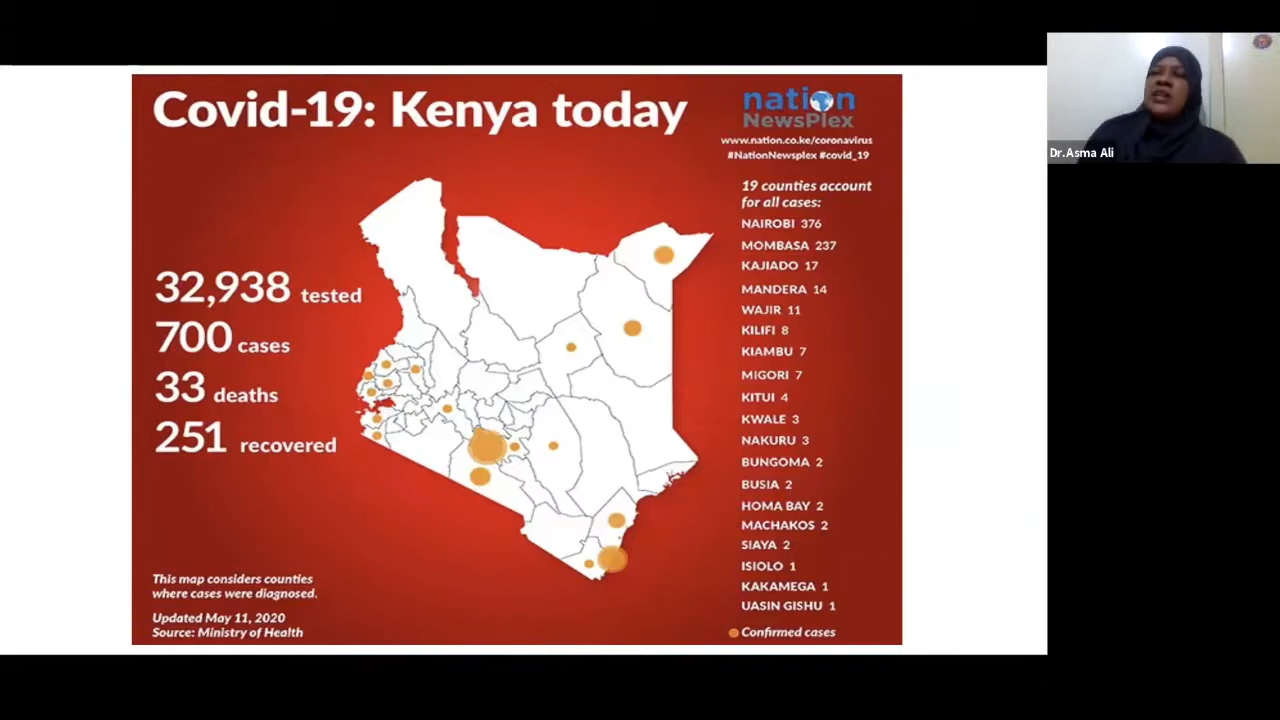 Covid-19: Kenya today
nation
NewsPlex
www.nation.co.ke/coronavirus
#NationNewsplex #covid_19
19 counties account
for all cases:
NAIROBI 376
MOMBASA 237
KAJIADO 17
MANDERA 14
WAJIR 11
KILIFI 8
KIAMBU 7
MIGORI 7
KITUI 4
KWALE 3
NAKURU 3
BUNGOMA 2
BUSIA 2
HOMA BAY 2
MACHAKOS 2
SIAYA 2
ISIOLO 1
KAKAMEGA 1
UASIN GISHU 1
Confirmed cases
32,938 tested
700 cases
33 deaths
251 recovered
This map considers counties
where cases were diagnosed.
Updated May 11, 2020
Source: Ministry of Health
Dr.Asma Ali